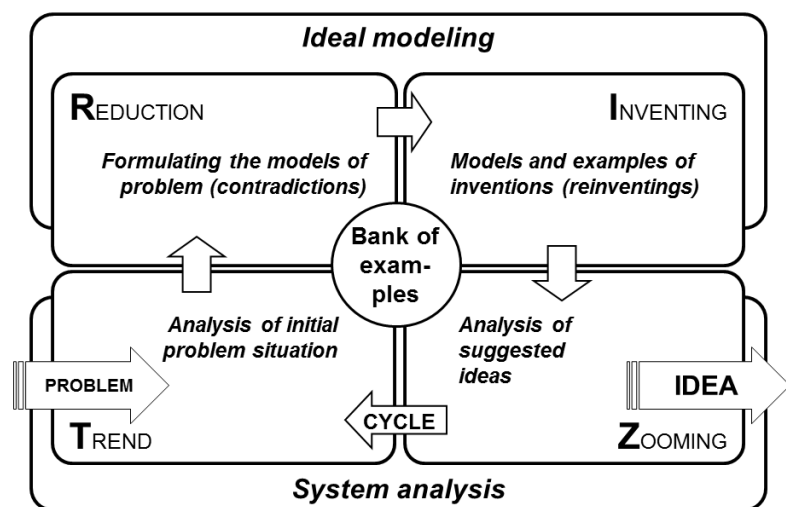 Ideal modeling
REDUCTION
Formulating the models of
problem (contradictions)
INVENTING
Models and examples of
inventions (reinventings)
Bank of
exam-
ples
Analysis of initial
problem situation
PROBLEM
TREND
Analysis of
suggested
ideas
CYCLE
IDEA
ZOOMING
System analysis